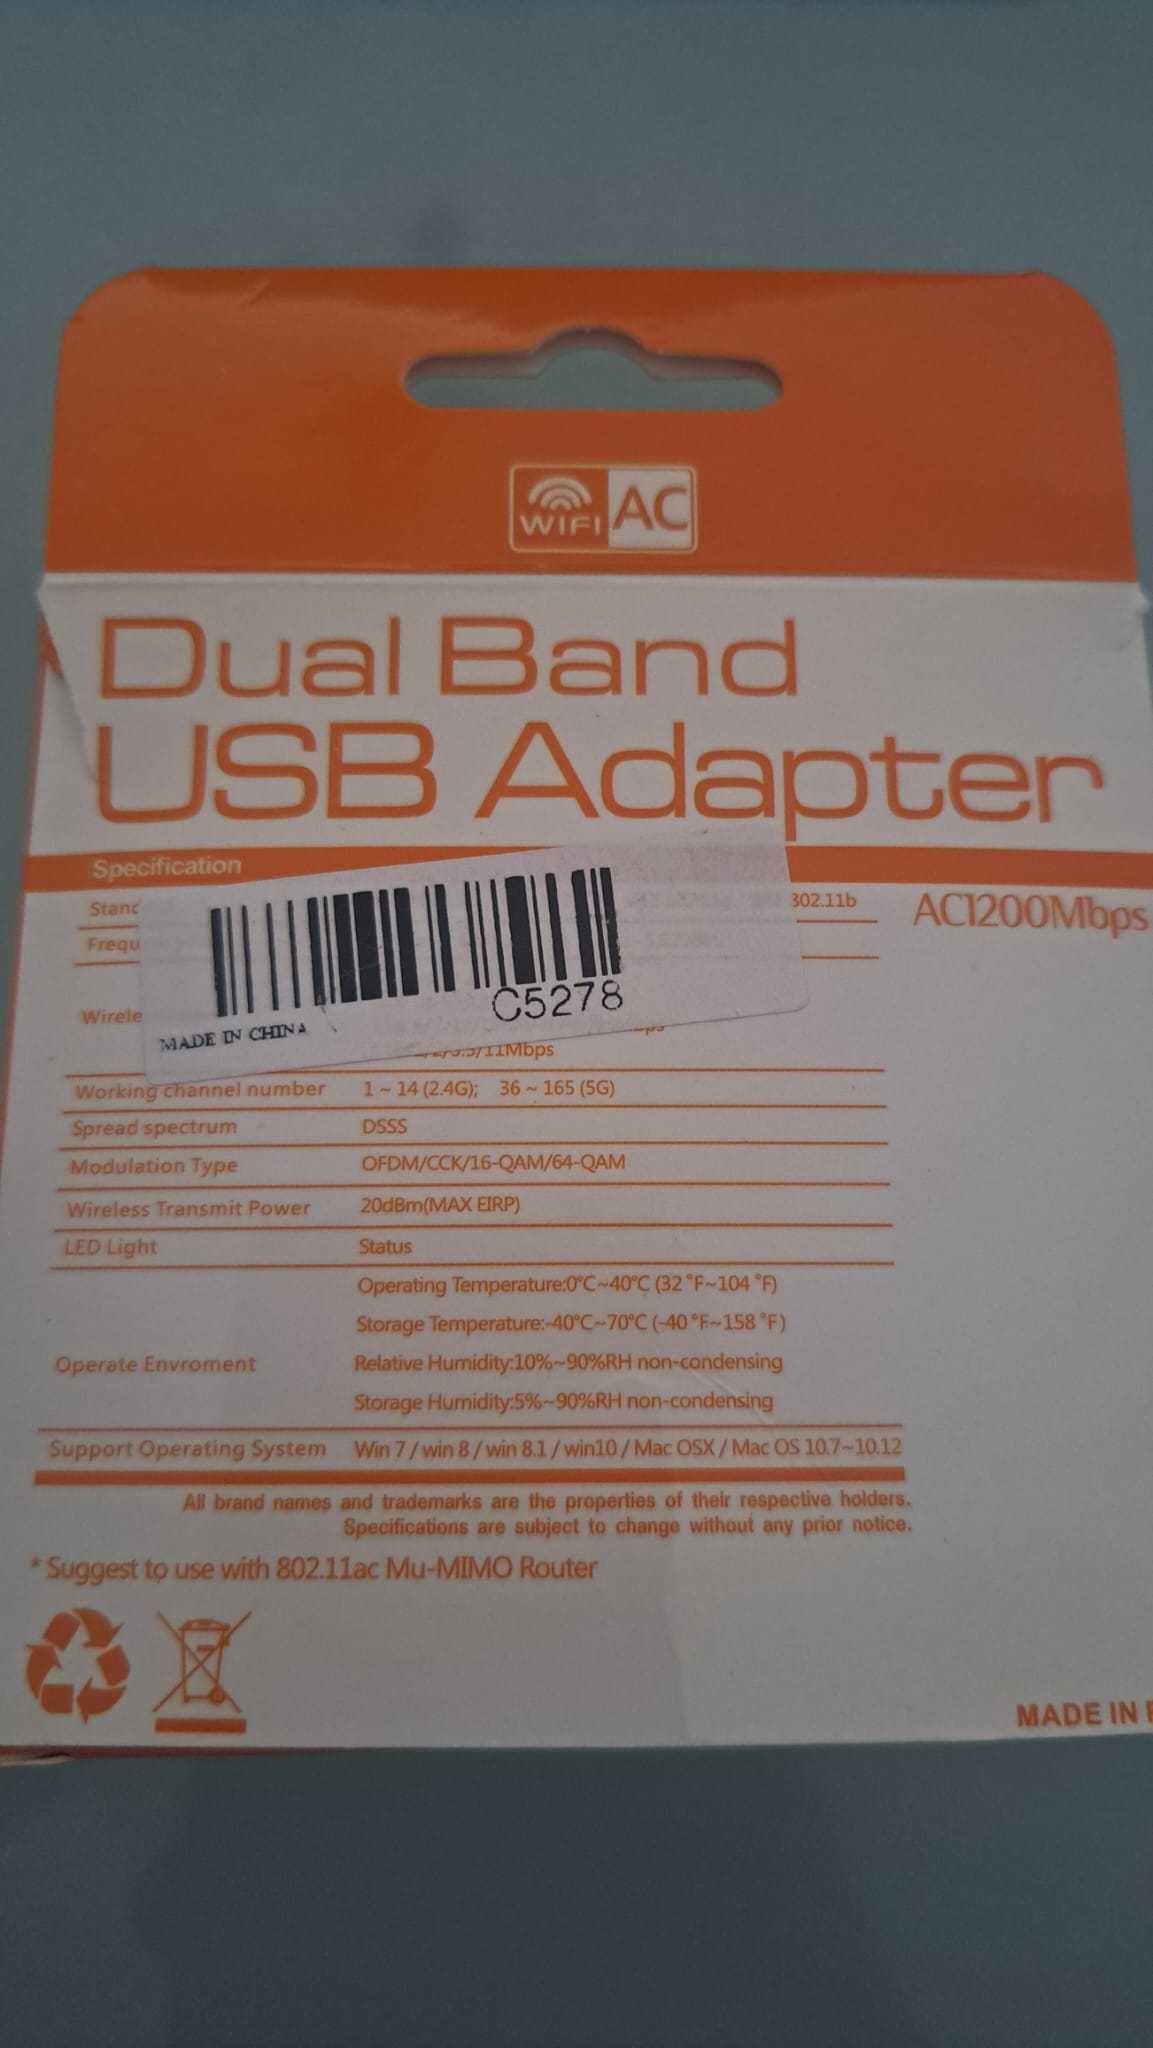 WIFI AC
Dual Band
USB Adapter
Specification
802.11b
AC1200Mbps
C5278
MADE IN CHINA
/11Mbps
Working channel number 1 ~ 14 (2.4G); 36 ~ 165 (5G)
Spread spectrum DSSS
Modulation Type OFDM/CCK/16-QAM/64-QAM
Wireless Transmit Power 20dBm(MAX EIRP)
LED Light Status
Operating Temperature:0°C~40°C (32 °F~104 °F)
Storage Temperature:-40°C~70°C (-40 °F~158 °F)
Operate Envroment Relative Humidity:10%~90%RH non-condensing
Storage Humidity:5%~90%RH non-condensing
Support Operating System Win 7 / win 8 / win 8.1 / win10 / Mac OSX / Mac OS 10.7~10.12
All brand names and trademarks are the properties of their respective holders.
Specifications are subject to change without any prior notice.
* Suggest to use with 802.11ac Mu-MIMO Router
MADE IN